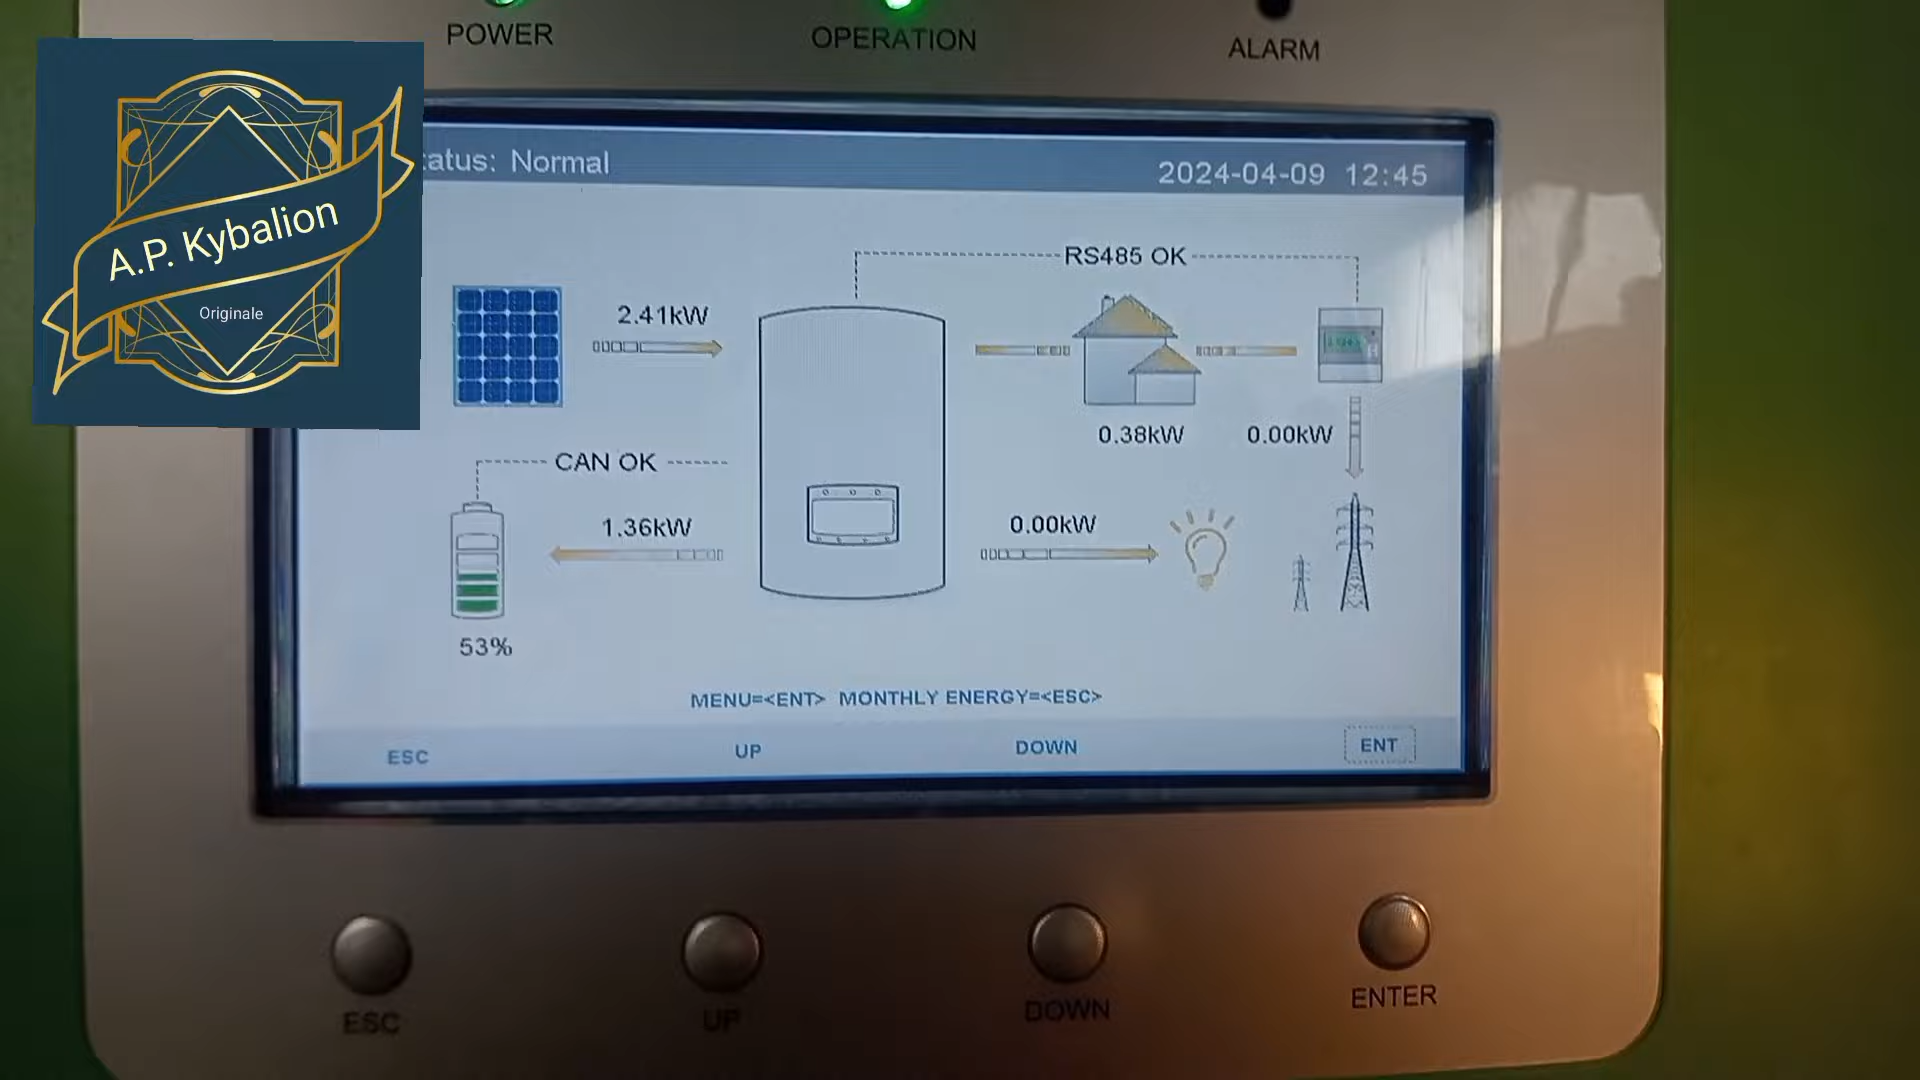 POWER
OPERATION
ALARM
A.P. Kybalion
Originale
tatus: Normal
2024-04-09 12:45
RS485 OK
2.41kW
0.38kW
0.00kW
CAN OK
1.36kW
0.00kW
53%
MENU=<ENT> MONTHLY ENERGY=<ESC>
ESC
UP
DOWN
ENT
ESC
UP
DOWN
ENTER